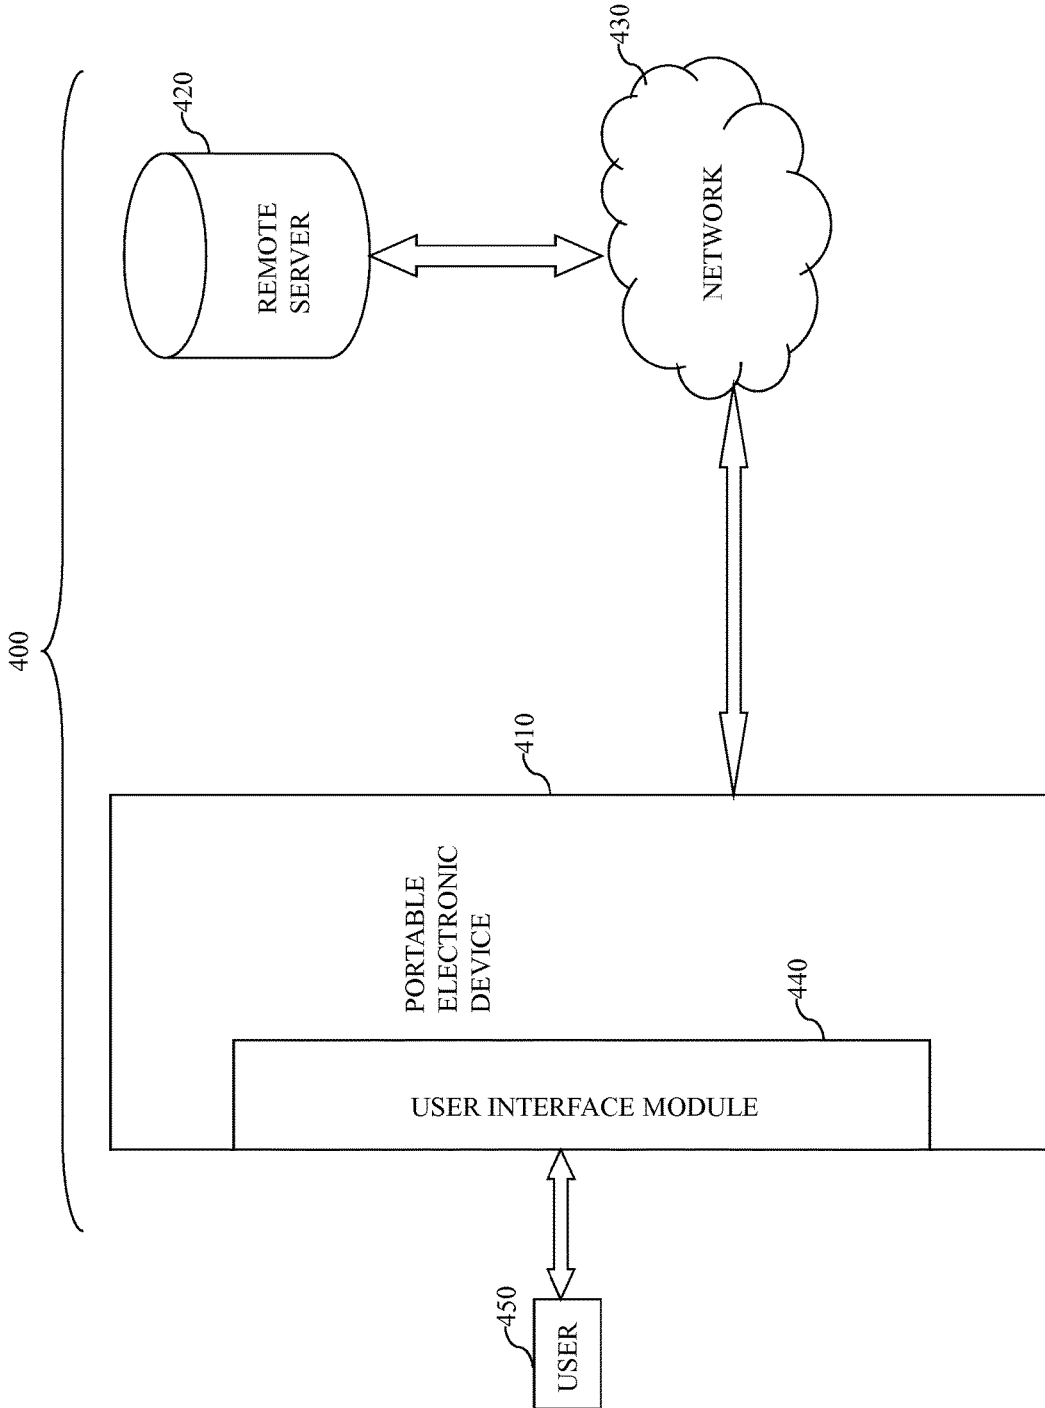 400
420
REMOTE
SERVER
430
NETWORK
410
PORTABLE
ELECTRONIC
DEVICE
440
USER INTERFACE MODULE
450
USER